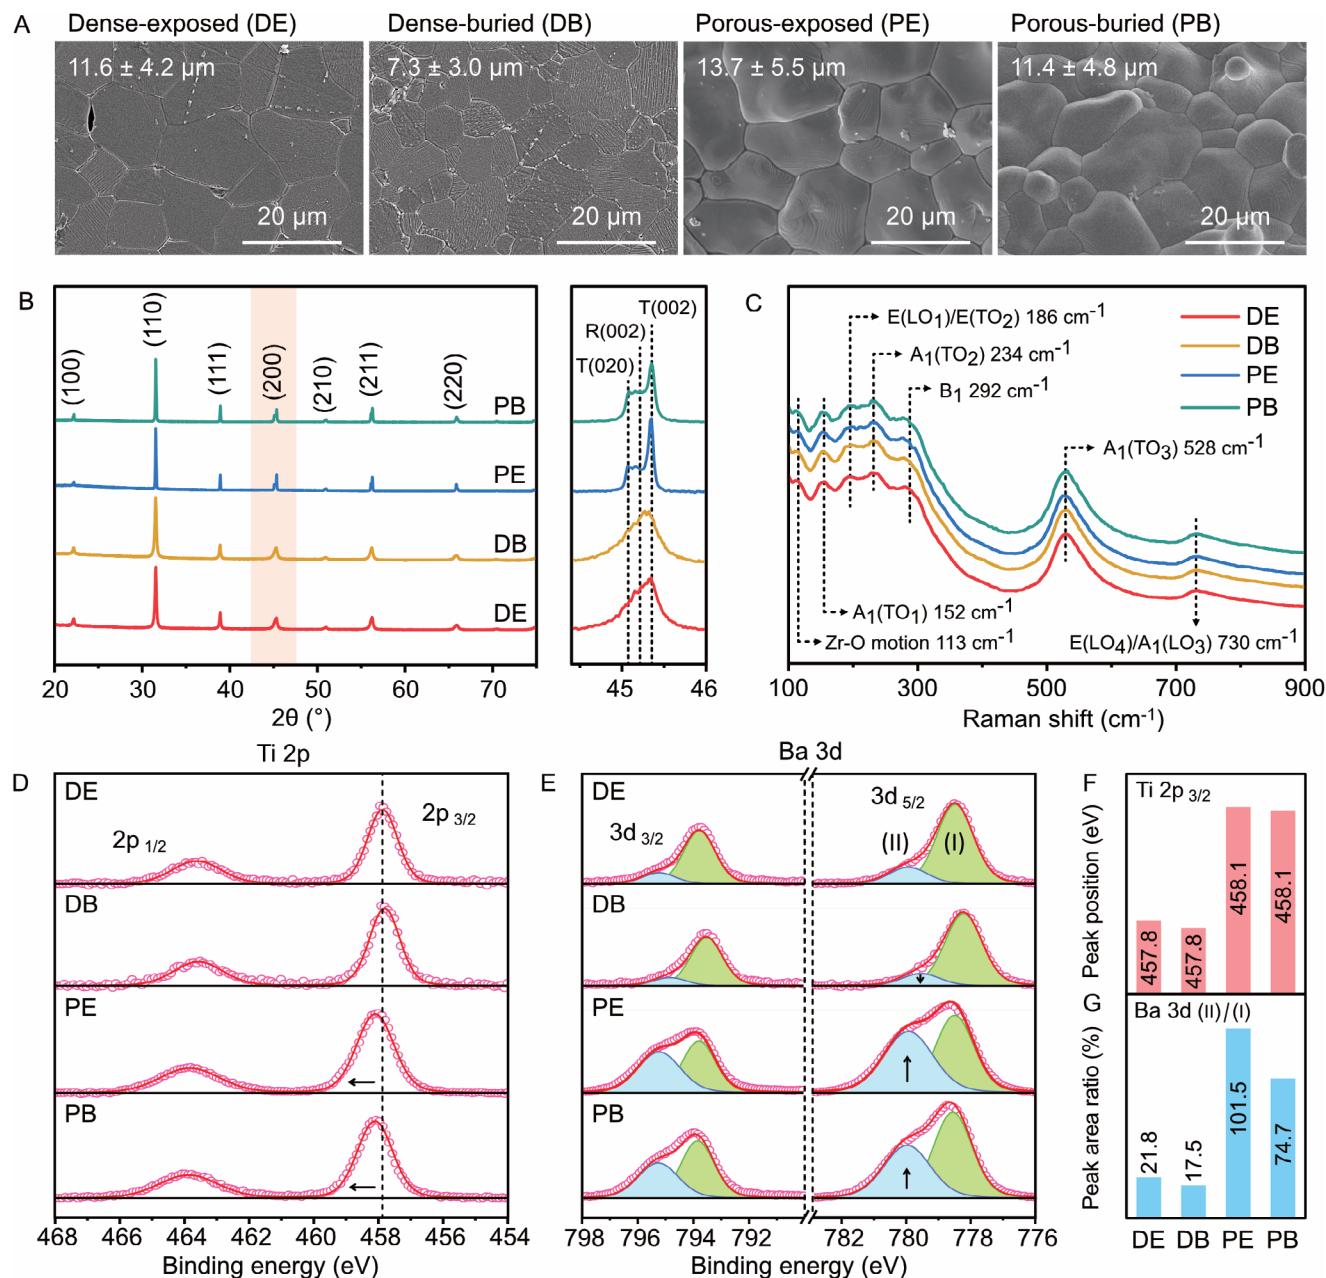 A
Dense-exposed (DE)
Dense-buried (DB)
Porous-exposed (PE)
Porous-buried (PB)
11.6 ± 4.2 μm
7.3 ± 3.0 μm
13.7 ± 5.5 μm
11.4 ± 4.8 μm
20 μm
20 μm
20 μm
20 μm
B
(100)
(110)
(111)
(200)
(210)
(211)
(220)
PB
PE
DB
DE
20 30 40 50 60 70
2θ (°)
T(002)
R(002)
T(020)
45 46
C
E(LO1)/E(TO2) 186 cm-1
A1(TO2) 234 cm-1
B1 292 cm-1
DE
DB
PE
PB
A1(TO3) 528 cm-1
A1(TO1) 152 cm-1
Zr-O motion 113 cm-1
E(LO4)/A1(LO3) 730 cm-1
100 300 500 700 900
Raman shift (cm-1)
Ti 2p
D
DE
2p 1/2
2p 3/2
DB
PE
PB
468 466 464 462 460 458 456 454
Binding energy (eV)
Ba 3d
E
DE
3d 3/2
3d 5/2
(II)
(I)
DB
PE
PB
798 796 794 792 782 780 778 776
Binding energy (eV)
F
Ti 2p 3/2
Peak position (eV)
457.8
457.8
458.1
458.1
G
Ba 3d (II)/(I)
Peak area ratio (%)
21.8
17.5
101.5
74.7
DE DB PE PB